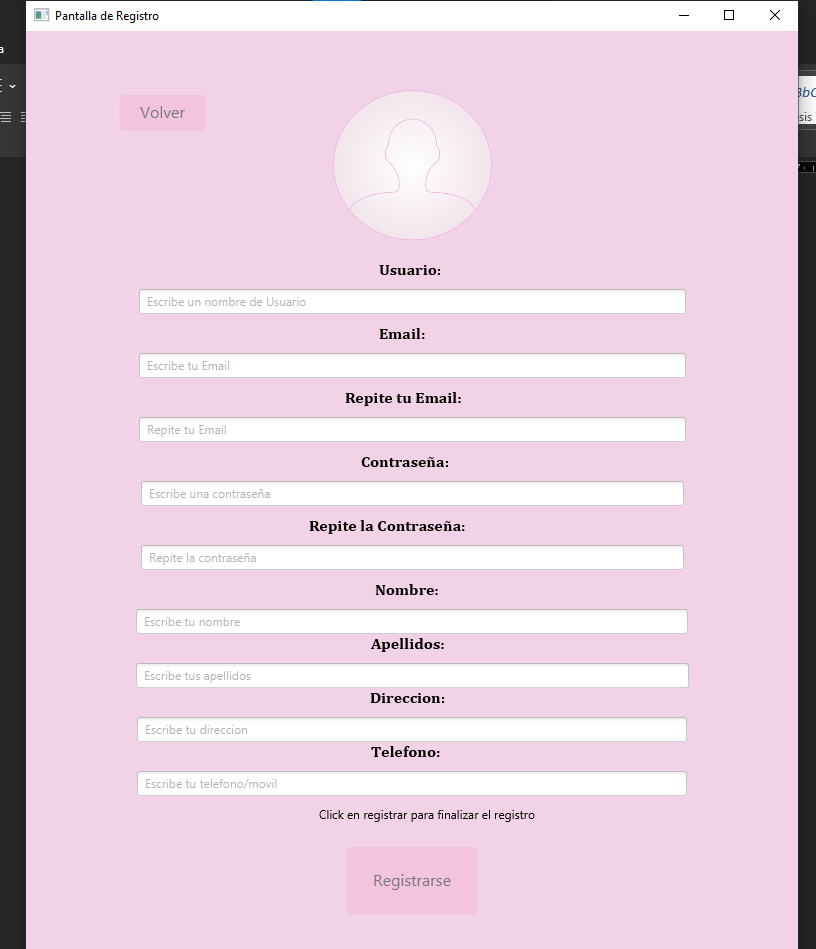 Pantalla de Registro
Volver
Usuario:
Escribe un nombre de Usuario
Email:
Escribe tu Email
Repite tu Email:
Repite tu Email
Contraseña:
Escribe una contraseña
Repite la Contraseña:
Repite la contraseña
Nombre:
Escribe tu nombre
Apellidos:
Escribe tus apellidos
Direccion:
Escribe tu direccion
Telefono:
Escribe tu telefono/movil
Click en registrar para finalizar el registro
Registrarse